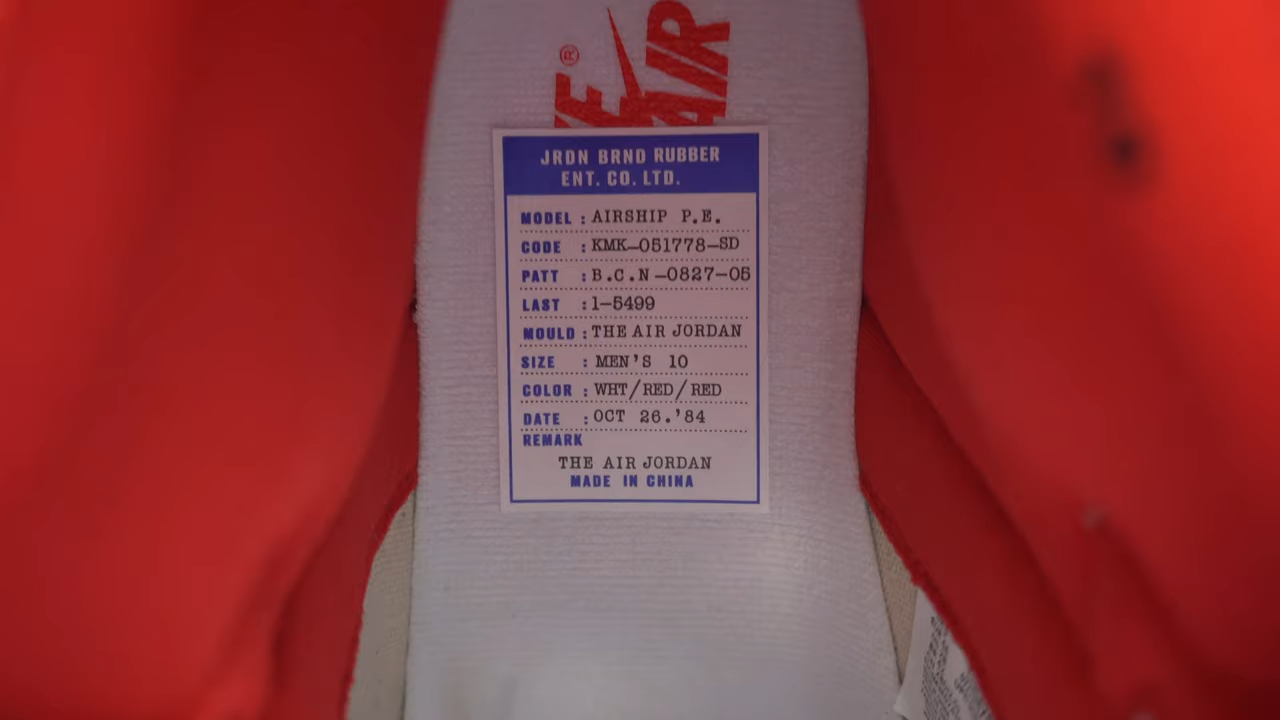 AIR
JRDN BRND RUBBER
ENT. CO. LTD.
MODEL : AIRSHIP P.E.
CODE : KMK-051778-SD
PATT : B.C.N-0827-05
LAST : 1-5499
MOULD : THE AIR JORDAN
SIZE : MEN'S 10
COLOR : WHT/RED/RED
DATE : OCT 26.'84
REMARK
THE AIR JORDAN
MADE IN CHINA